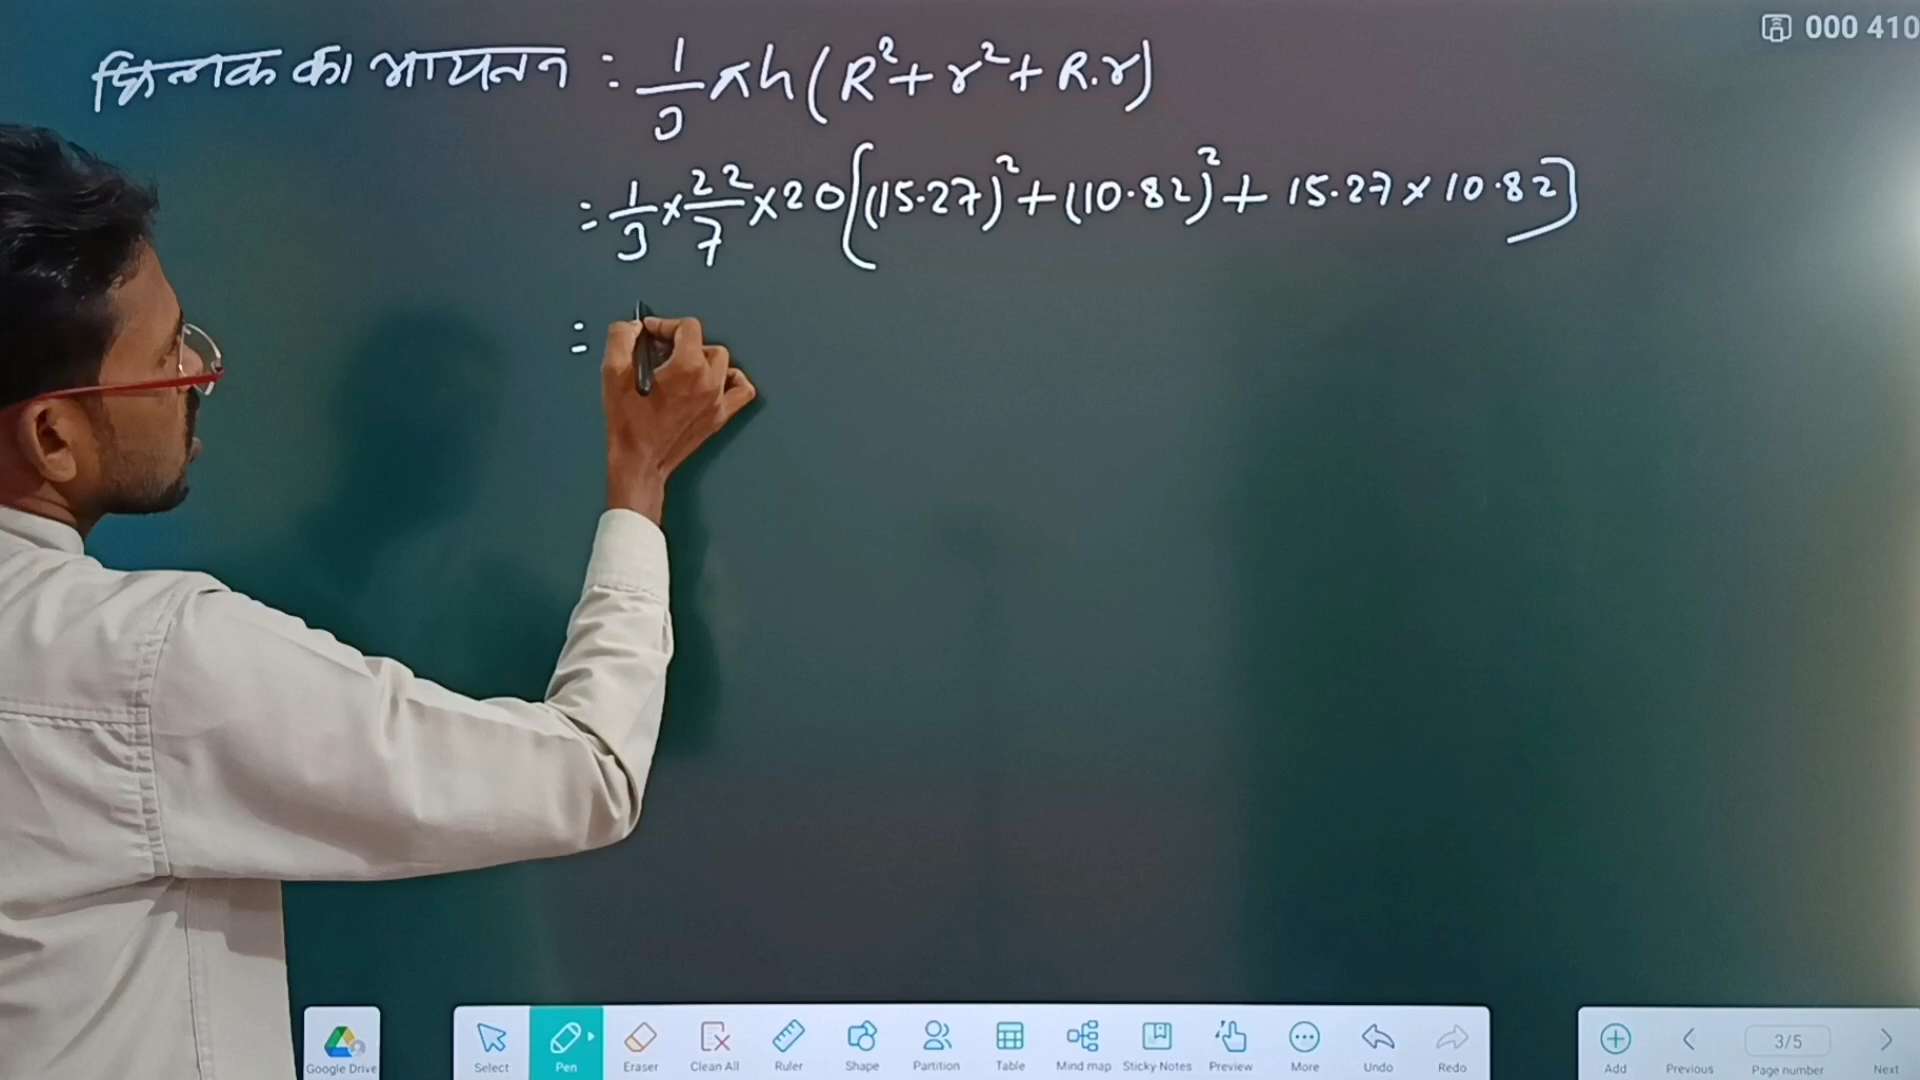 000 410
छिन्नक का आयतन = 1/3 πh (R² + r² + R.r)
= 1/3 × 22/7 × 20 [(15.27)² + (10.82)² + 15.27 × 10.82]
=
Google Drive
Select Pen Eraser Clean All Ruler Shape Partition Table Mind map Sticky Notes Preview More Undo Redo
Add Previous 3/5 Page number Next